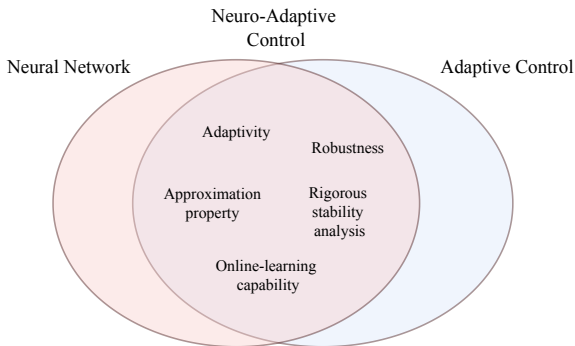 Neuro-Adaptive
Control
Neural Network
Adaptive Control
Adaptivity
Robustness
Approximation
property
Rigorous
stability
analysis
Online-learning
capability